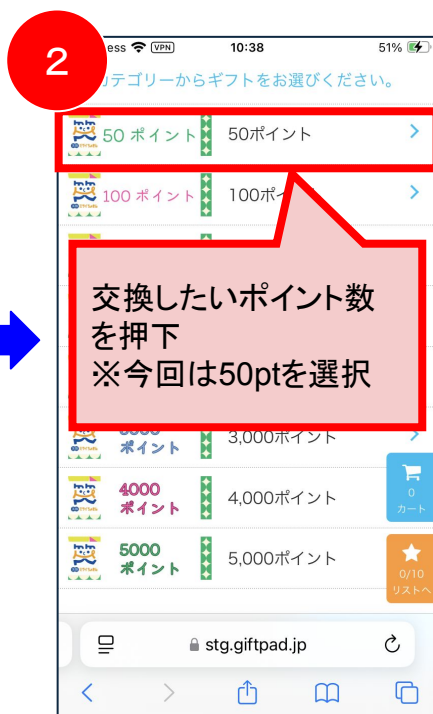 2
ess VPN 10:38 51%
カテゴリーからギフトをお選びください。
50 ポイント 50ポイント
100 ポイント
交換したいポイント数
を押下
※今回は50ptを選択
ポイント 3,000ポイント
4000
ポイント 4,000ポイント
0
カート
5000
ポイント 5,000ポイント
0/10
リストへ
stg.giftpad.jp